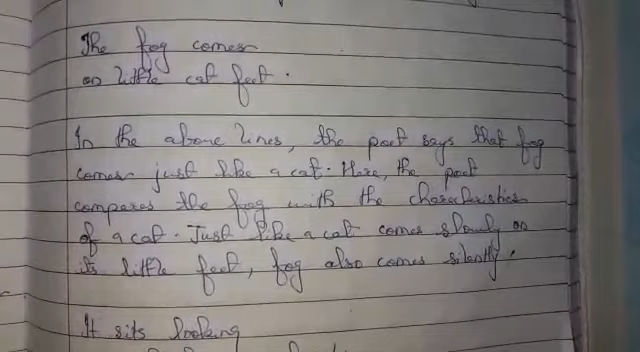 The fog comes
on little cat feet.
In the above lines, the poet says that fog
comes just like a cat. Here, the poet
compares the fog with the characteristics
of a cat. Just like a cat comes slowly on
its little feet, fog also comes silently.
It sits looking